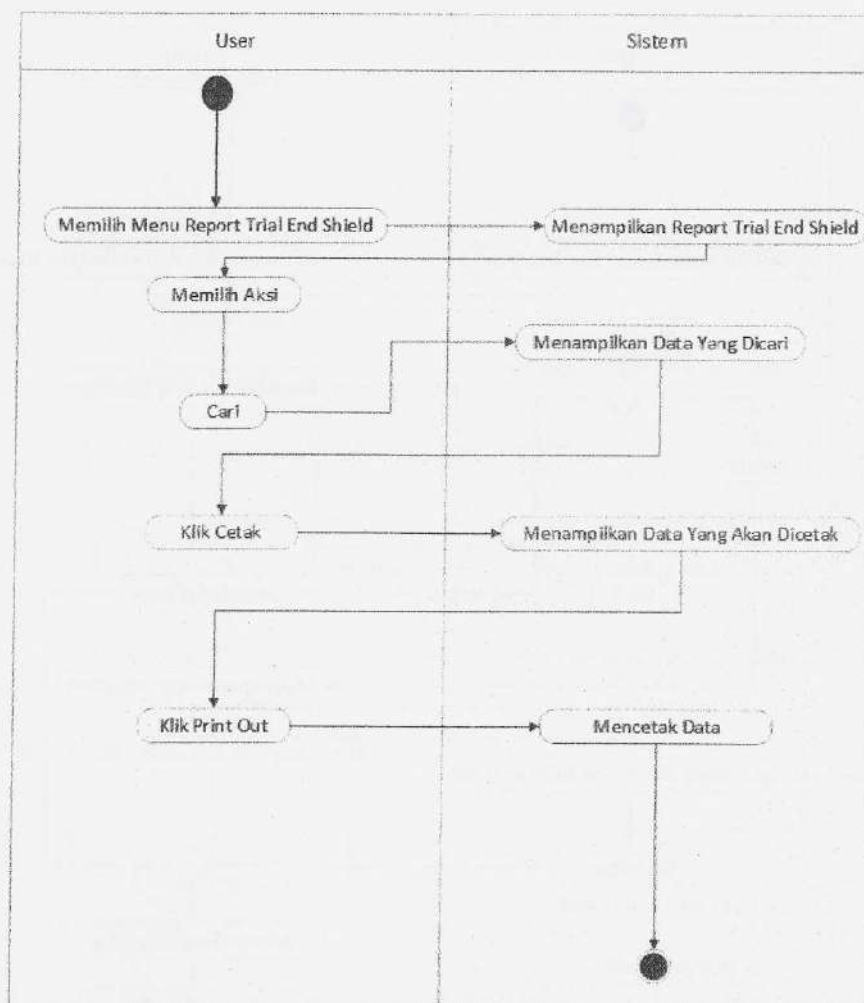 User
Sistem
Memilih Menu Report Trial End Shield
Menampilkan Report Trial End Shield
Memilih Aksi
Menampilkan Data Yang Dicari
Cari
Klik Cetak
Menampilkan Data Yang Akan Dicetak
Klik Print Out
Mencetak Data